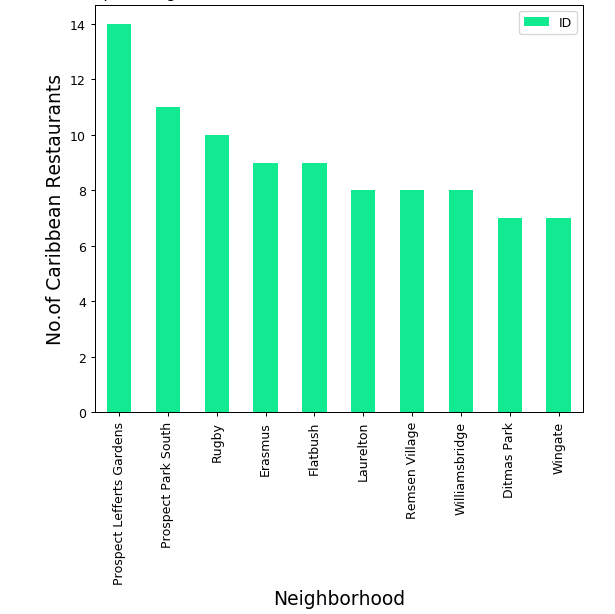 ID
No.of Caribbean Restaurants
14
12
10
8
6
4
2
0
Prospect Lefferts Gardens
Prospect Park South
Rugby
Erasmus
Flatbush
Laurelton
Remsen Village
Williamsbridge
Ditmas Park
Wingate
Neighborhood